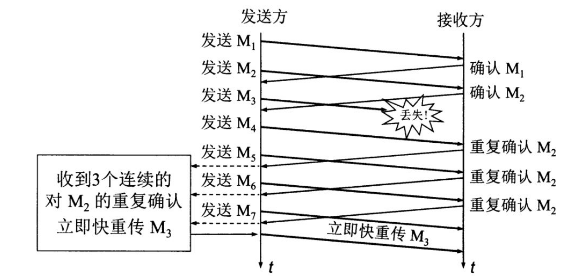 发送方
接收方
发送 M₁
发送 M₂
确认 M₁
发送 M₃
确认 M₂
丢失!
发送 M₄
重复确认 M₂
发送 M₅
收到3个连续的
对 M₂ 的重复确认
立即快重传 M₃
重复确认 M₂
发送 M₆
重复确认 M₂
发送 M₇
立即快重传 M₃
t
t